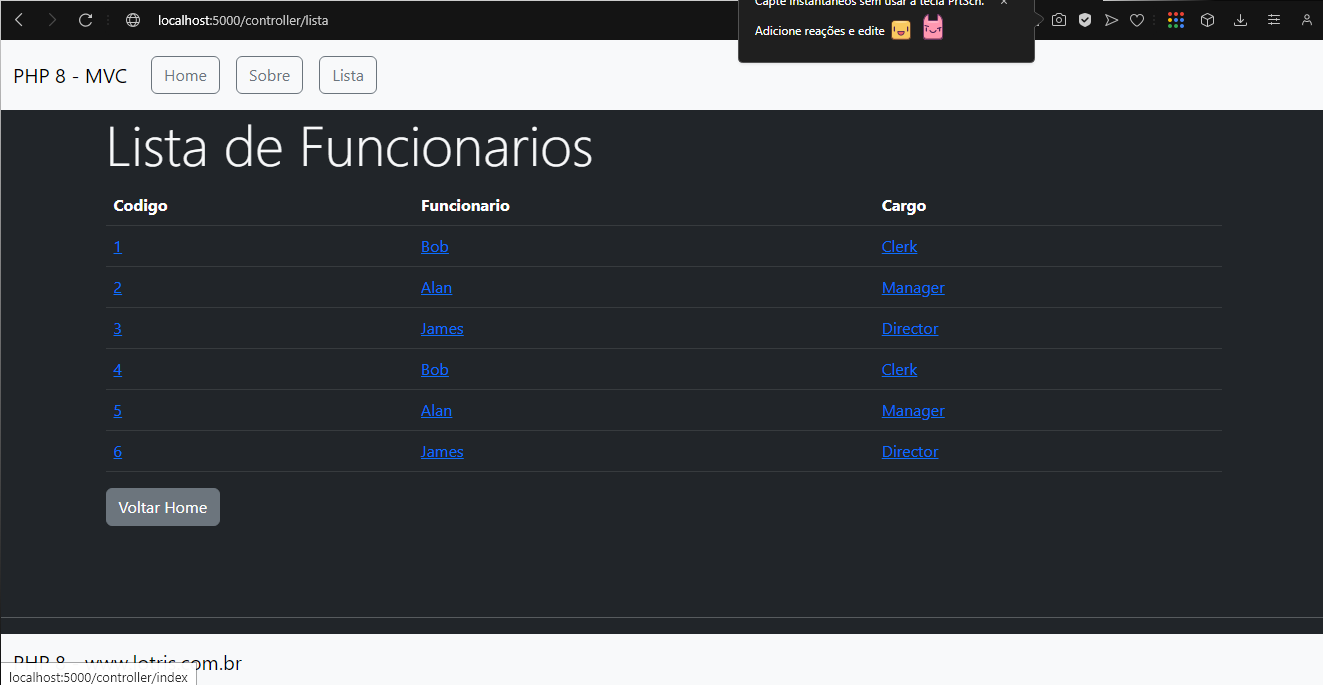 localhost:5000/controller/lista
Capte instantâneos sem usar a tecla PrtScn. ×
Adicione reações e edite
PHP 8 - MVC Home Sobre Lista
Lista de Funcionarios
Codigo Funcionario Cargo
1 Bob Clerk
2 Alan Manager
3 James Director
4 Bob Clerk
5 Alan Manager
6 James Director
Voltar Home
PHP 8 - www.lotric.com.br
localhost:5000/controller/index